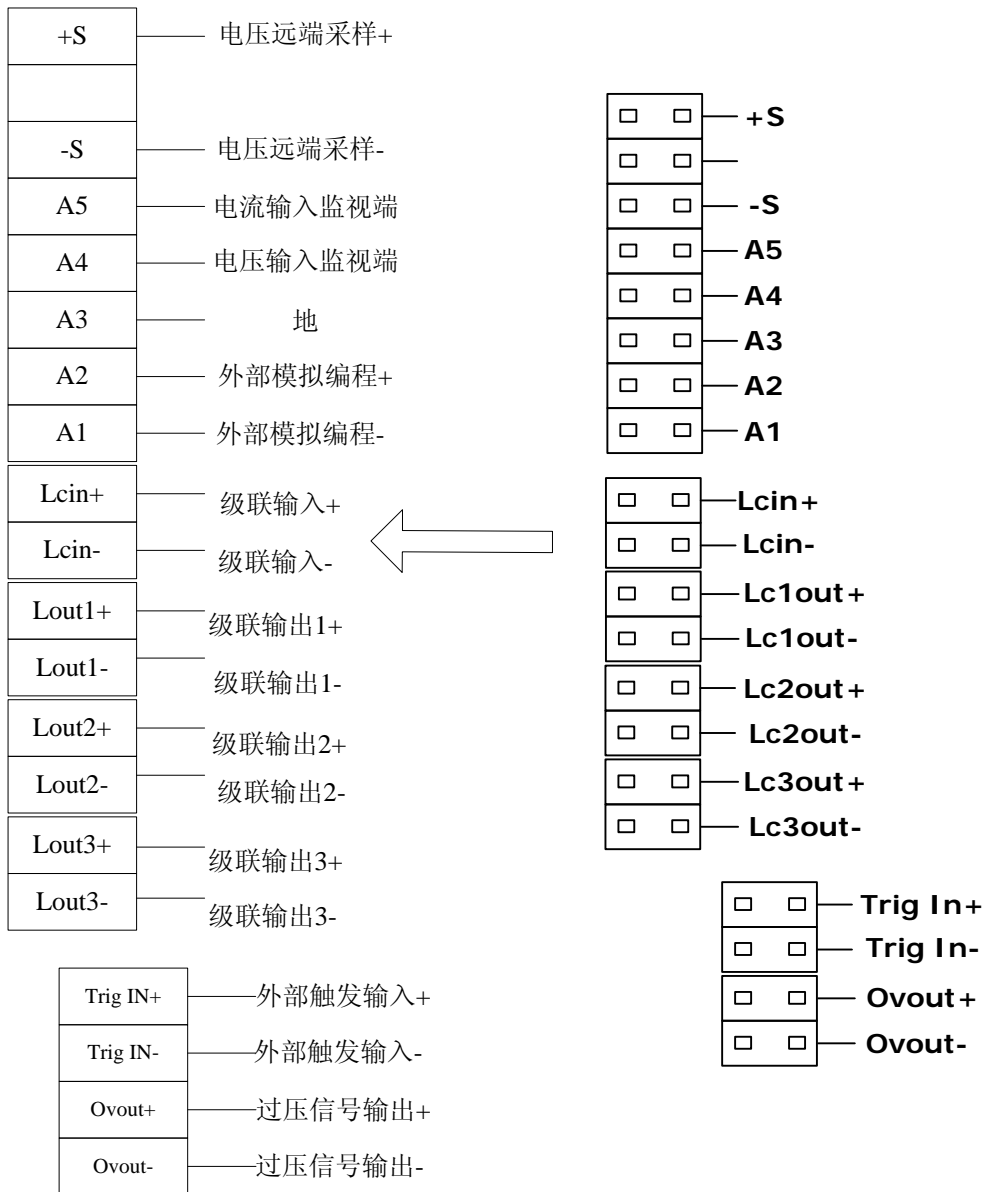 +S 电压远端采样+
-S 电压远端采样-
A5 电流输入监视端
A4 电压输入监视端
A3 地
A2 外部模拟编程+
A1 外部模拟编程-
Lcin+ 级联输入+
Lcin- 级联输入-
Lout1+ 级联输出1+
Lout1- 级联输出1-
Lout2+ 级联输出2+
Lout2- 级联输出2-
Lout3+ 级联输出3+
Lout3- 级联输出3-
Trig IN+ 外部触发输入+
Trig IN- 外部触发输入-
Ovout+ 过压信号输出+
Ovout- 过压信号输出-
+S
-S
A5
A4
A3
A2
A1
Lcin+
Lcin-
Lc1out+
Lc1out-
Lc2out+
Lc2out-
Lc3out+
Lc3out-
Trig In+
Trig In-
Ovout+
Ovout-